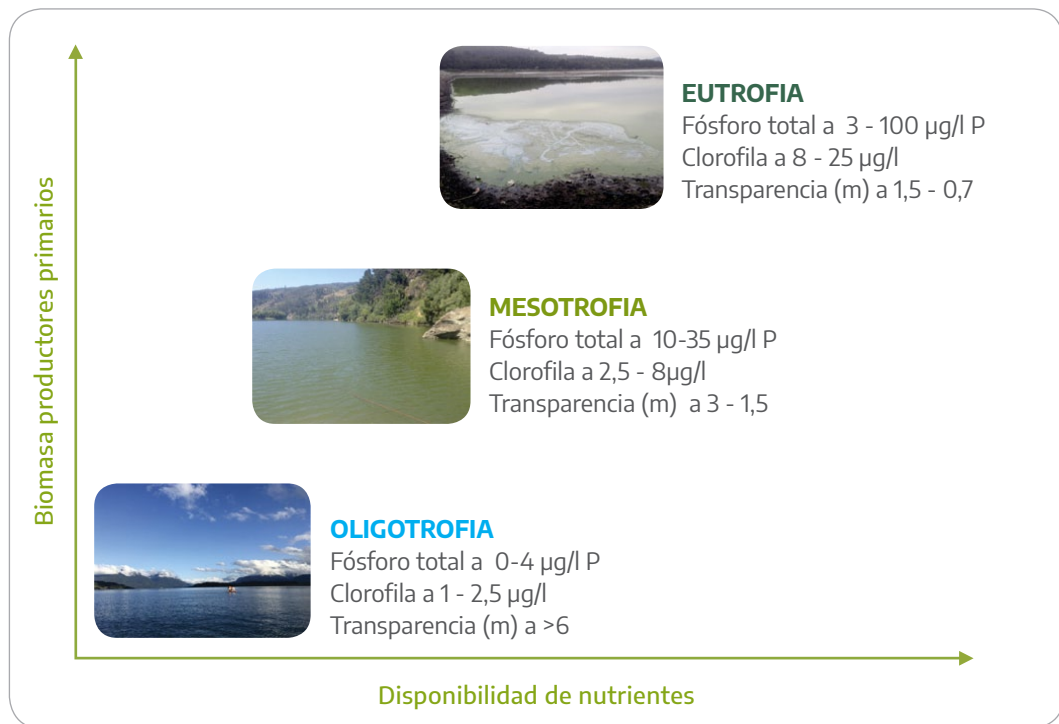 Biomasa productores primarios
EUTROFIA
Fósforo total a 3 - 100 µg/l P
Clorofila a 8 - 25 µg/l
Transparencia (m) a 1,5 - 0,7
MESOTROFIA
Fósforo total a 10-35 µg/l P
Clorofila a 2,5 - 8µg/l
Transparencia (m) a 3 - 1,5
OLIGOTROFIA
Fósforo total a 0-4 µg/l P
Clorofila a 1 - 2,5 µg/l
Transparencia (m) a >6
Disponibilidad de nutrientes